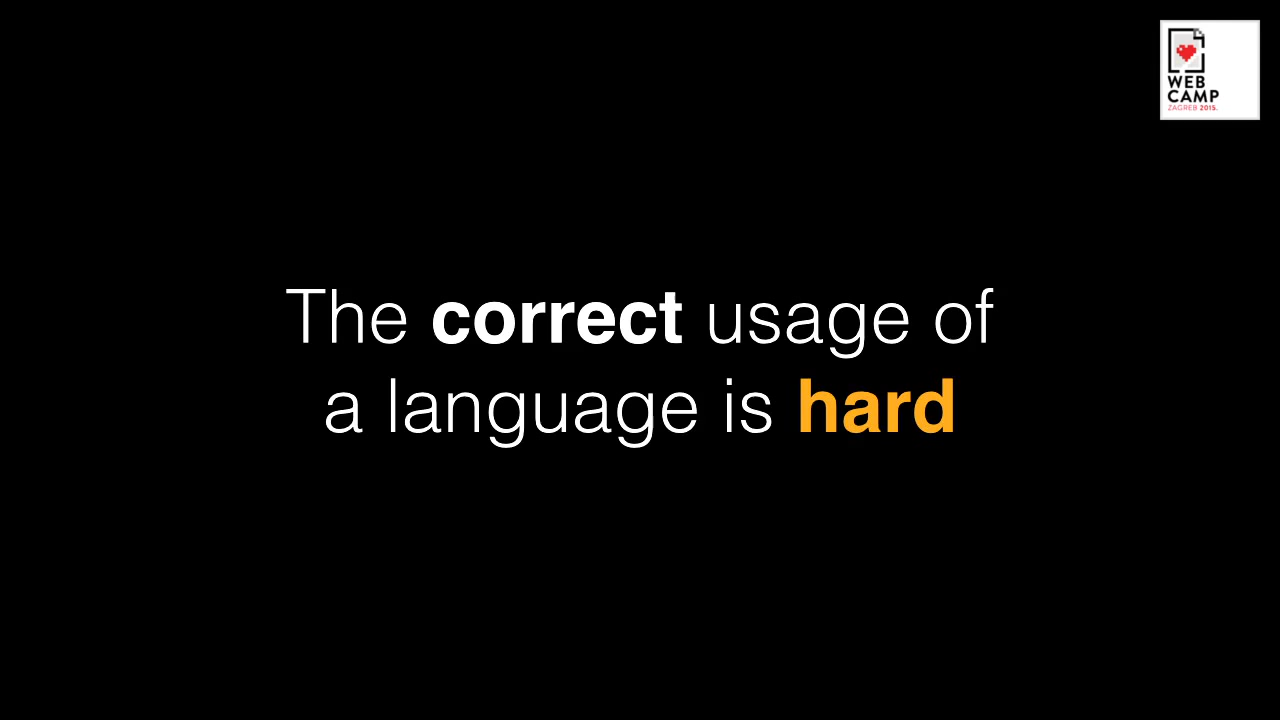 WEB
CAMP
ZAGREB 2015.
The correct usage of
a language is hard